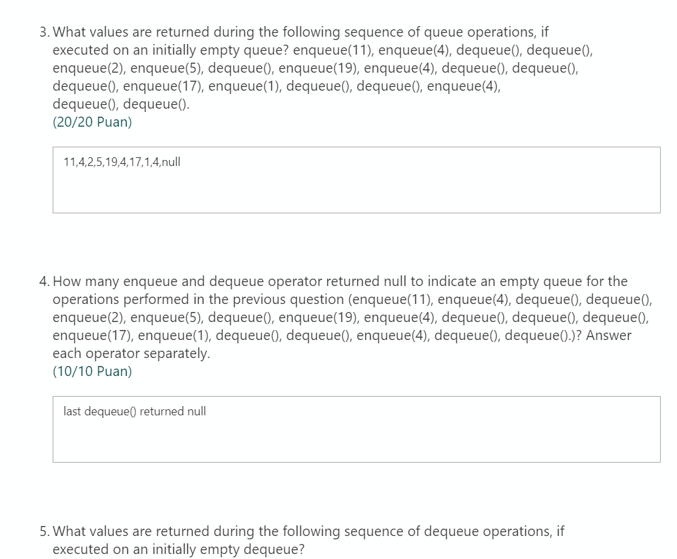 3. What values are returned during the following sequence of queue operations, if
executed on an initially empty queue? enqueue(11), enqueue(4), dequeue(), dequeue(),
enqueue(2), enqueue(5), dequeue(), enqueue(19), enqueue(4), dequeue(), dequeue(),
dequeue(), enqueue(17), enqueue(1), dequeue(), dequeue(), enqueue(4),
dequeue(), dequeue().
(20/20 Puan)
11,4,2,5,19,4,17,1,4,null
4. How many enqueue and dequeue operator returned null to indicate an empty queue for the
operations performed in the previous question (enqueue(11), enqueue(4), dequeue(), dequeue(),
enqueue(2), enqueue(5), dequeue(), enqueue(19), enqueue(4), dequeue(), dequeue(), dequeue(),
enqueue(17), enqueue(1), dequeue(), dequeue(), enqueue(4), dequeue(), dequeue().)? Answer
each operator separately.
(10/10 Puan)
last dequeue() returned null
5. What values are returned during the following sequence of dequeue operations, if
executed on an initially empty dequeue?